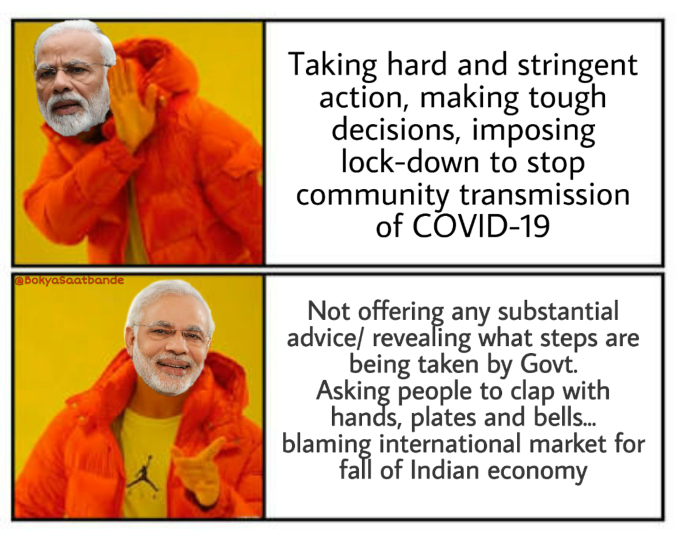 Taking hard and stringent
action, making tough
decisions, imposing
lock-down to stop
community transmission
of COVID-19
@BokyaSaatbande
Not offering any substantial
advice/ revealing what steps are
being taken by Govt.
Asking people to clap with
hands, plates and bells...
blaming international market for
fall of Indian economy